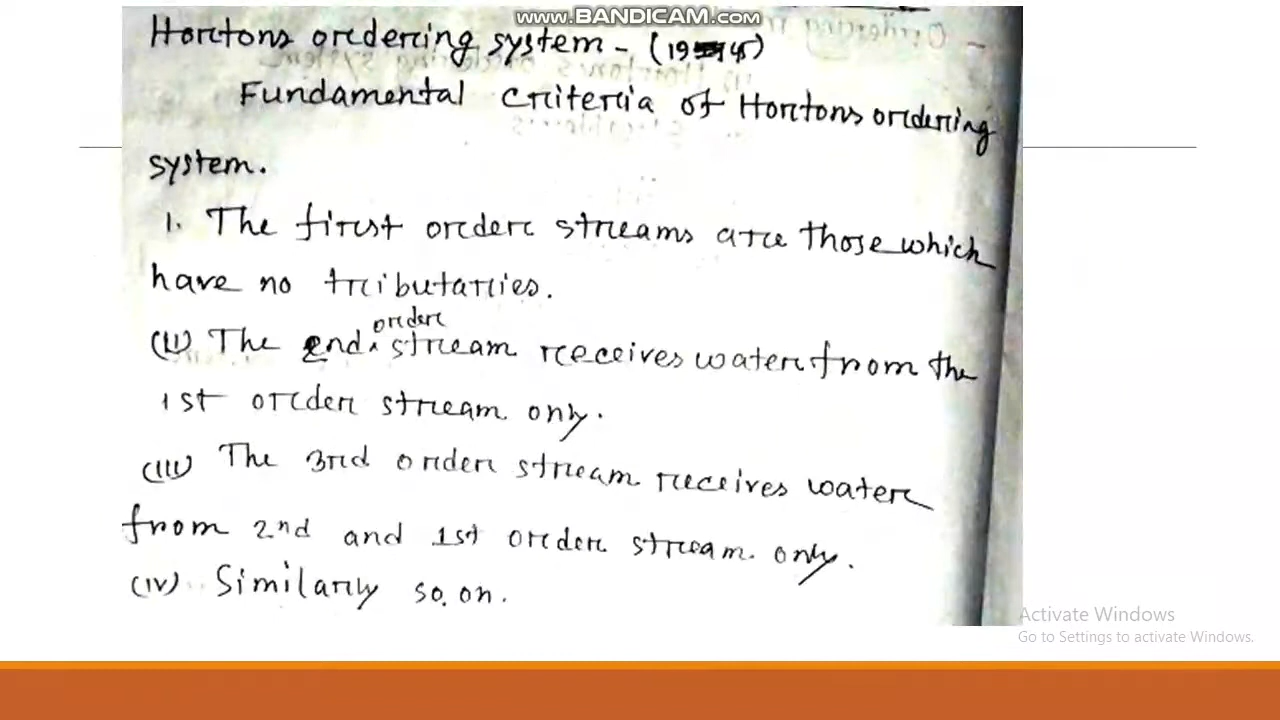 www.BANDICAM.com
Hortons ordering system - (1945)
Fundamental criteria of Hortons ordering
system.
1. The first order streams are those which
have no tributaries.
(II) The 2nd order stream receives water from the
1st order stream only.
(III) The 3rd order stream receives water
from 2nd and 1st order stream only.
(IV) Similarly so. on.
Activate Windows
Go to Settings to activate Windows.